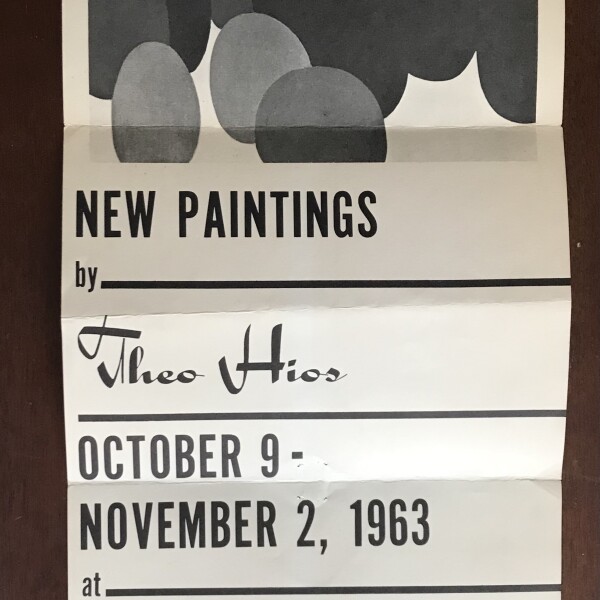 NEW PAINTINGS
by
Theo Hios
OCTOBER 9 -
NOVEMBER 2, 1963
at